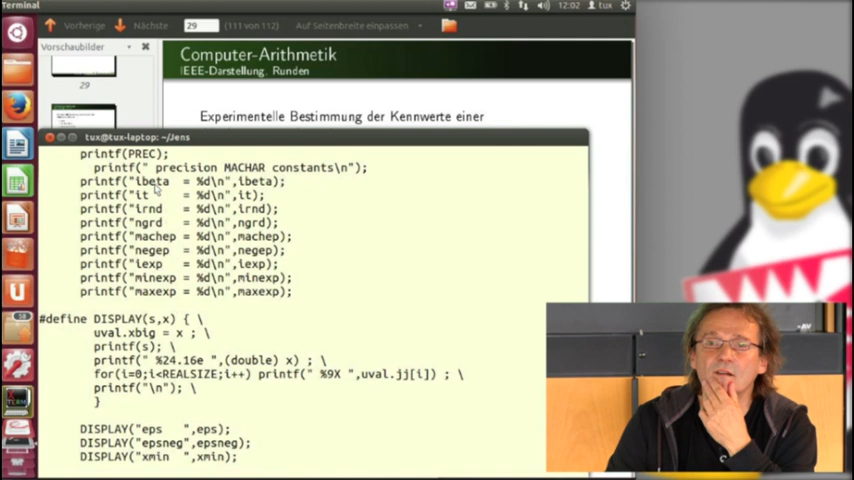 Terminal
12:02 tux
Vorherige Nächste 29 (111 von 112) Auf Seitenbreite einpassen
Vorschaubilder
29
Computer-Arithmetik
IEEE-Darstellung, Runden
Experimentelle Bestimmung der Kennwerte einer
tux@tux-laptop: ~/Jens
printf(PREC);
printf(" precision MACHAR constants\n");
printf("ibeta = %d\n",ibeta);
printf("it = %d\n",it);
printf("irnd = %d\n",irnd);
printf("ngrd = %d\n",ngrd);
printf("machep = %d\n",machep);
printf("negep = %d\n",negep);
printf("iexp = %d\n",iexp);
printf("minexp = %d\n",minexp);
printf("maxexp = %d\n",maxexp);
#define DISPLAY(s,x) { \
uval.xbig = x ; \
printf(s); \
printf(" %24.16e ",(double) x) ; \
for(i=0;i<REALSIZE;i++) printf(" %9X ",uval.jj[i]) ; \
printf("\n"); \
}
DISPLAY("eps ",eps);
DISPLAY("epsneg",epsneg);
DISPLAY("xmin ",xmin);